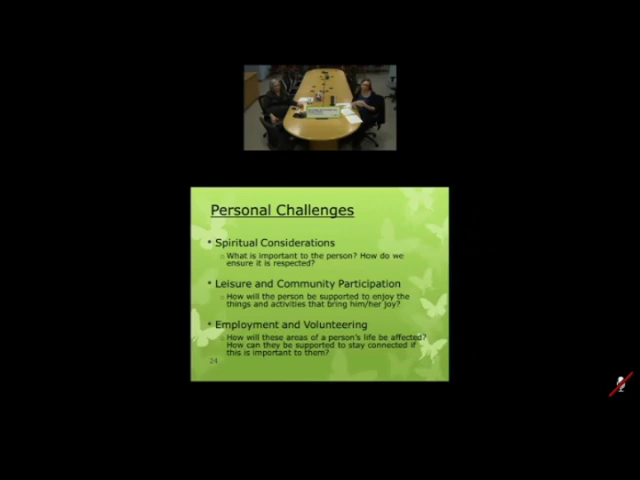 Personal Challenges
• Spiritual Considerations
○ What is important to the person? How do we
ensure it is respected?
• Leisure and Community Participation
○ How will the person be supported to enjoy the
things and activities that bring him/her joy?
• Employment and Volunteering
○ How will these areas of a person's life be affected?
How can they be supported to stay connected if
this is important to them?
24